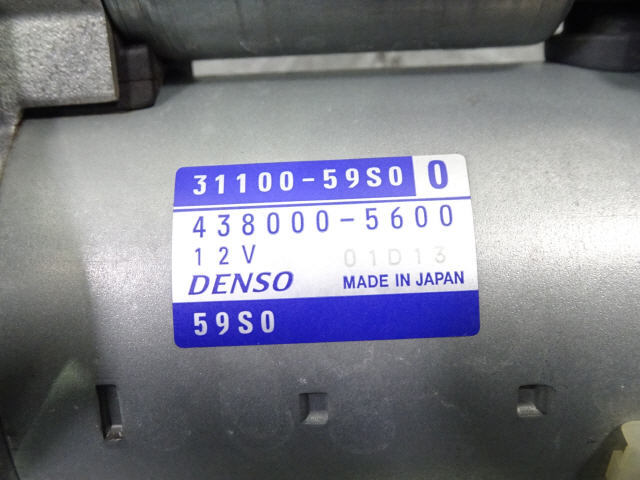 31100-59S0 0
438000-5600
12V 01D13
DENSO MADE IN JAPAN
59S0